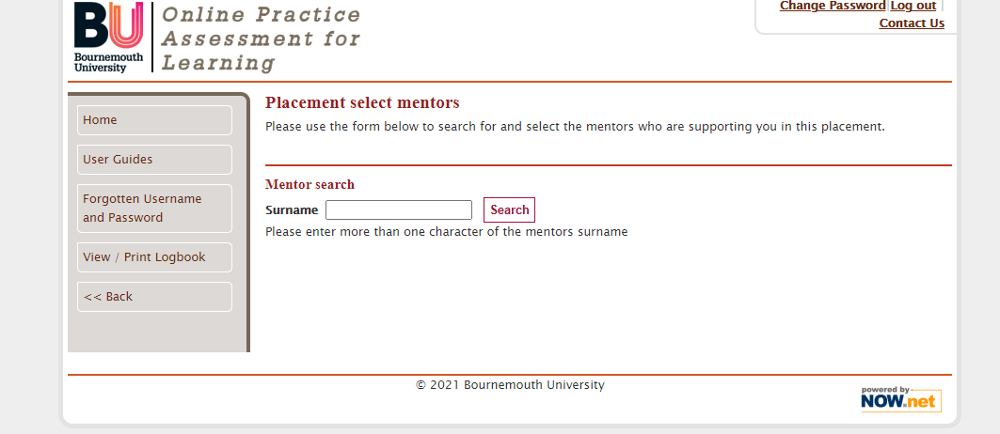 BU
Bournemouth
University
Online Practice
Assessment for
Learning
Change Password Log out
Contact Us
Home
User Guides
Forgotten Username
and Password
View / Print Logbook
<< Back
Placement select mentors
Please use the form below to search for and select the mentors who are supporting you in this placement.
Mentor search
Surname Search
Please enter more than one character of the mentors surname
© 2021 Bournemouth University
powered by
NOW.net